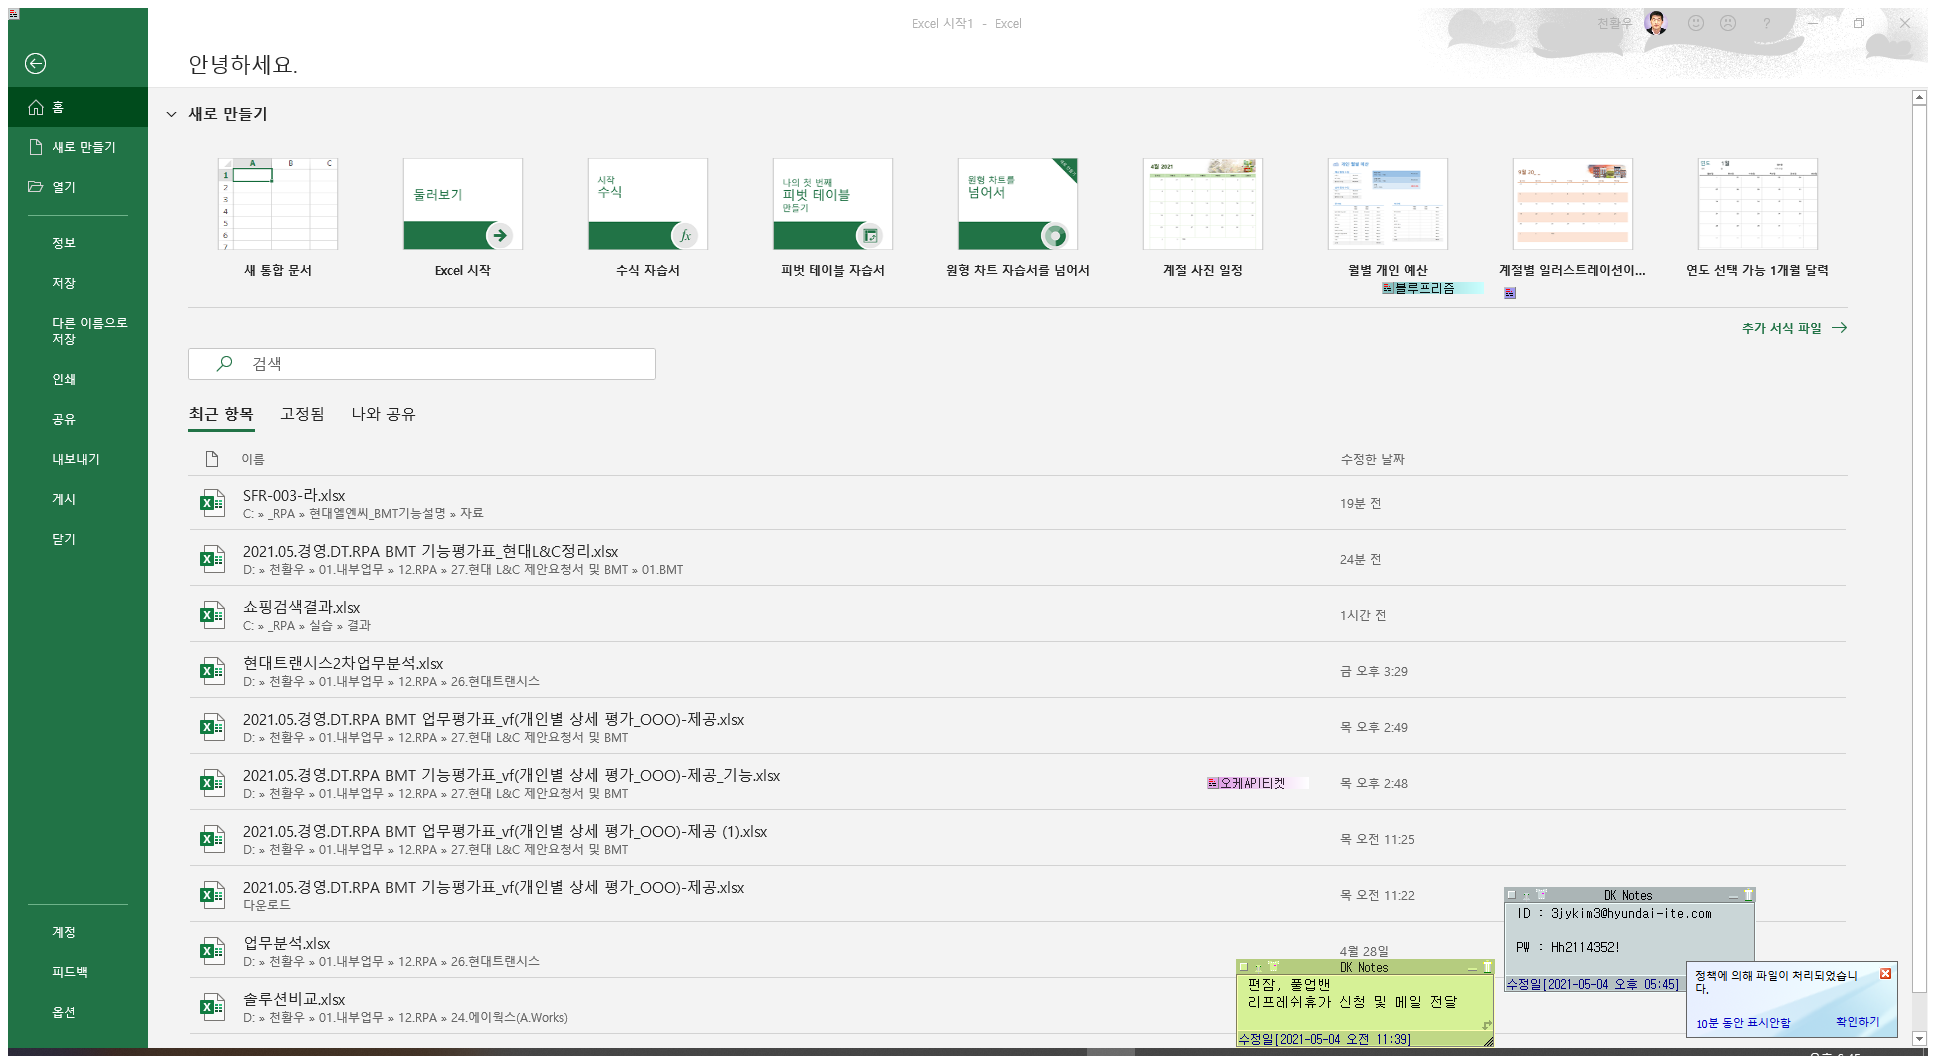 Excel 시작1 - Excel
천활우
?
안녕하세요.
홈
새로 만들기
열기
정보
저장
다른 이름으로
저장
인쇄
공유
내보내기
게시
닫기
계정
피드백
옵션
새로 만들기
A B C
1
2
3
4
5
6
7
새 통합 문서
둘러보기
Excel 시작
시작
수식
fx
수식 자습서
나의 첫 번째
피벗 테이블
만들기
피벗 테이블 자습서
원형 차트를
넘어서
원형 차트 자습서를 넘어서
4월 2021
계절 사진 일정
개인 월별 예산
월별 개인 예산
계절별 일러스트레이션이...
연도 1월
연도 선택 가능 1개월 달력
블루프리즘
추가 서식 파일
검색
최근 항목 고정됨 나와 공유
이름 수정한 날짜
SFR-003-라.xlsx
C: » _RPA » 현대엘엔씨_BMT기능설명 » 자료
19분 전
2021.05.경영.DT.RPA BMT 기능평가표_현대L&C정리.xlsx
D: » 천활우 » 01.내부업무 » 12.RPA » 27.현대 L&C 제안요청서 및 BMT » 01.BMT
24분 전
쇼핑검색결과.xlsx
C: » _RPA » 실습 » 결과
1시간 전
현대트랜시스2차업무분석.xlsx
D: » 천활우 » 01.내부업무 » 12.RPA » 26.현대트랜시스
금 오후 3:29
2021.05.경영.DT.RPA BMT 업무평가표_vf(개인별 상세 평가_OOO)-제공.xlsx
D: » 천활우 » 01.내부업무 » 12.RPA » 27.현대 L&C 제안요청서 및 BMT
목 오후 2:49
2021.05.경영.DT.RPA BMT 기능평가표_vf(개인별 상세 평가_OOO)-제공_기능.xlsx
D: » 천활우 » 01.내부업무 » 12.RPA » 27.현대 L&C 제안요청서 및 BMT
오케API티켓
목 오후 2:48
2021.05.경영.DT.RPA BMT 업무평가표_vf(개인별 상세 평가_OOO)-제공 (1).xlsx
D: » 천활우 » 01.내부업무 » 12.RPA » 27.현대 L&C 제안요청서 및 BMT
목 오전 11:25
2021.05.경영.DT.RPA BMT 기능평가표_vf(개인별 상세 평가_OOO)-제공.xlsx
다운로드
목 오전 11:22
업무분석.xlsx
D: » 천활우 » 01.내부업무 » 12.RPA » 26.현대트랜시스
4월 28일
솔루션비교.xlsx
D: » 천활우 » 01.내부업무 » 12.RPA » 24.에이웍스(A.Works)
DK Notes
ID : 3jykim3@hyundai-ite.com
PW : Hh2114352!
수정일[2021-05-04 오후 05:45]
DK Notes
편잠, 풀업밴
리프레쉬휴가 신청 및 메일 전달
수정일[2021-05-04 오전 11:39]
정책에 의해 파일이 처리되었습니
다.
10분 동안 표시안함 확인하기